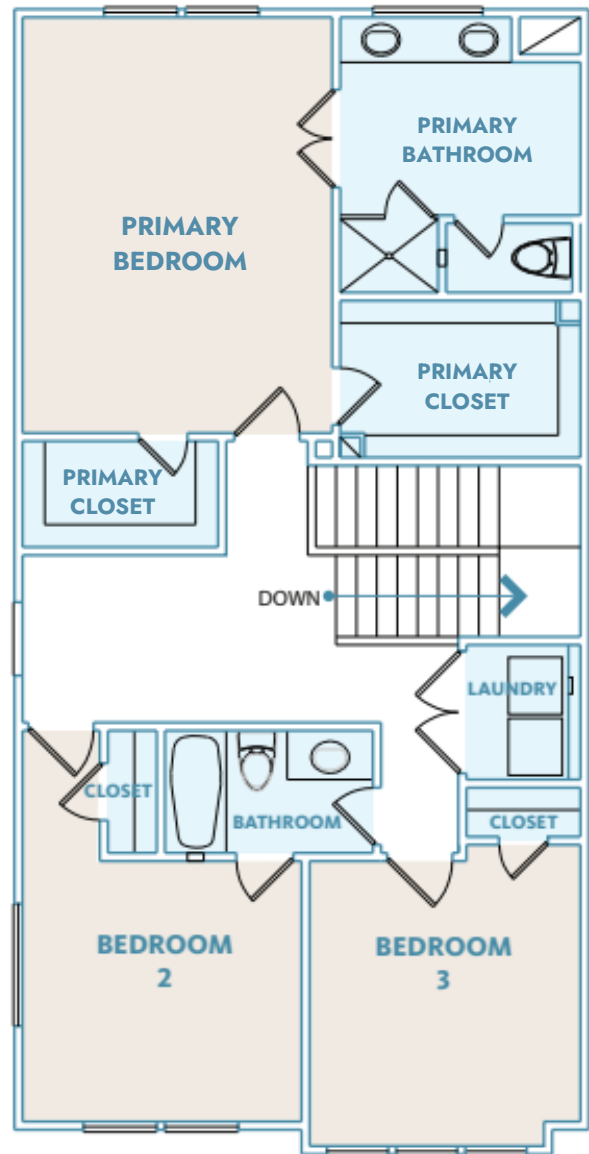 PRIMARY
BATHROOM
PRIMARY
BEDROOM
PRIMARY
CLOSET
PRIMARY
CLOSET
DOWN
LAUNDRY
CLOSET
BATHROOM
CLOSET
BEDROOM
2
BEDROOM
3